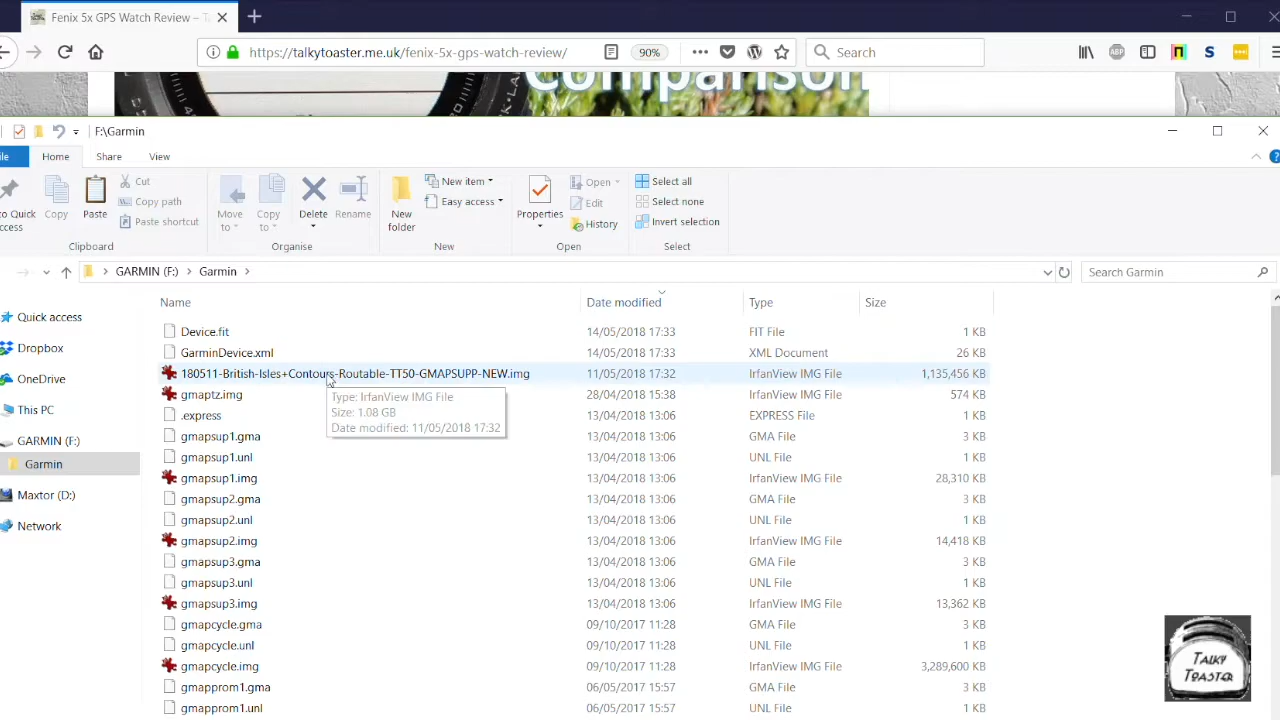 Fenix 5x GPS Watch Review – Ta
https://talkytoaster.me.uk/fenix-5x-gps-watch-review/
90%
Search
Comparison
F:\Garmin
ile
Home
Share
View
to Quick
ccess
Copy
Paste
Cut
Copy path
Paste shortcut
Clipboard
Move to
Copy to
Delete
Rename
Organise
New folder
New item
Easy access
New
Properties
Open
Edit
History
Open
Select all
Select none
Invert selection
Select
GARMIN (F:) > Garmin >
Search Garmin
Quick access
Dropbox
OneDrive
This PC
GARMIN (F:)
Garmin
Maxtor (D:)
Network
Name Date modified Type Size
Device.fit 14/05/2018 17:33 FIT File 1 KB
GarminDevice.xml 14/05/2018 17:33 XML Document 26 KB
180511-British-Isles+Contours-Routable-TT50-GMAPSUPP-NEW.img 11/05/2018 17:32 IrfanView IMG File 1,135,456 KB
gmaptz.img 28/04/2018 15:38 IrfanView IMG File 574 KB
.express 13/04/2018 13:06 EXPRESS File 1 KB
gmapsup1.gma 13/04/2018 13:06 GMA File 3 KB
gmapsup1.unl 13/04/2018 13:06 UNL File 1 KB
gmapsup1.img 13/04/2018 13:06 IrfanView IMG File 28,310 KB
gmapsup2.gma 13/04/2018 13:06 GMA File 3 KB
gmapsup2.unl 13/04/2018 13:06 UNL File 1 KB
gmapsup2.img 13/04/2018 13:06 IrfanView IMG File 14,418 KB
gmapsup3.gma 13/04/2018 13:06 GMA File 3 KB
gmapsup3.unl 13/04/2018 13:06 UNL File 1 KB
gmapsup3.img 13/04/2018 13:06 IrfanView IMG File 13,362 KB
gmapcycle.gma 09/10/2017 11:28 GMA File 3 KB
gmapcycle.unl 09/10/2017 11:28 UNL File 1 KB
gmapcycle.img 09/10/2017 11:28 IrfanView IMG File 3,289,600 KB
gmapprom1.gma 06/05/2017 15:57 GMA File 3 KB
gmapprom1.unl 06/05/2017 15:57 UNL File 1 KB
Type: IrfanView IMG File
Size: 1.08 GB
Date modified: 11/05/2018 17:32
TALKY
TOASTER